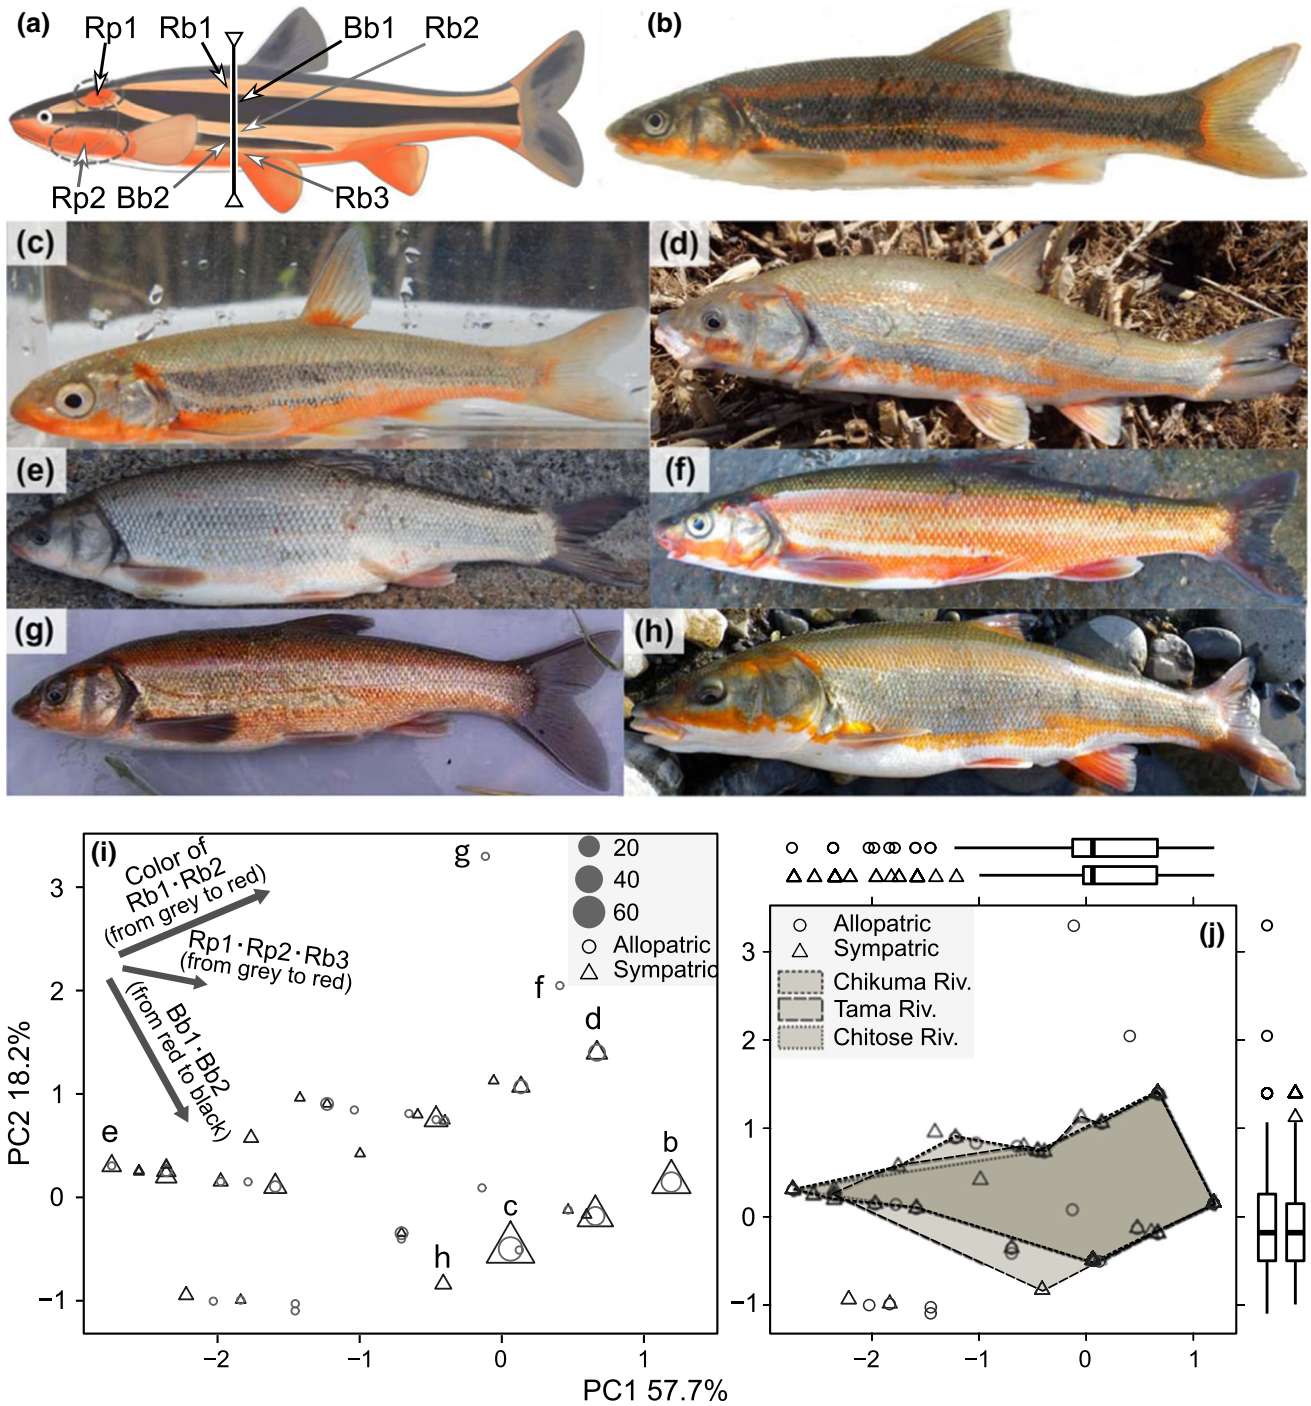 (a)
Rp1
Rb1
Bb1
Rb2
Rp2
Bb2
Rb3
(b)
(c)
(d)
(e)
(f)
(g)
(h)
(i)
Color of
Rb1・Rb2
(from grey to red)
Rp1・Rp2・Rb3
(from grey to red)
Bb1・Bb2
(from red to black)
20
40
60
Allopatric
Sympatric
g
f
d
e
b
c
h
3
2
1
0
−1
PC2 18.2%
−2
−1
0
1
PC1 57.7%
(j)
Allopatric
Sympatric
Chikuma Riv.
Tama Riv.
Chitose Riv.
3
2
1
0
−1
−2
−1
0
1